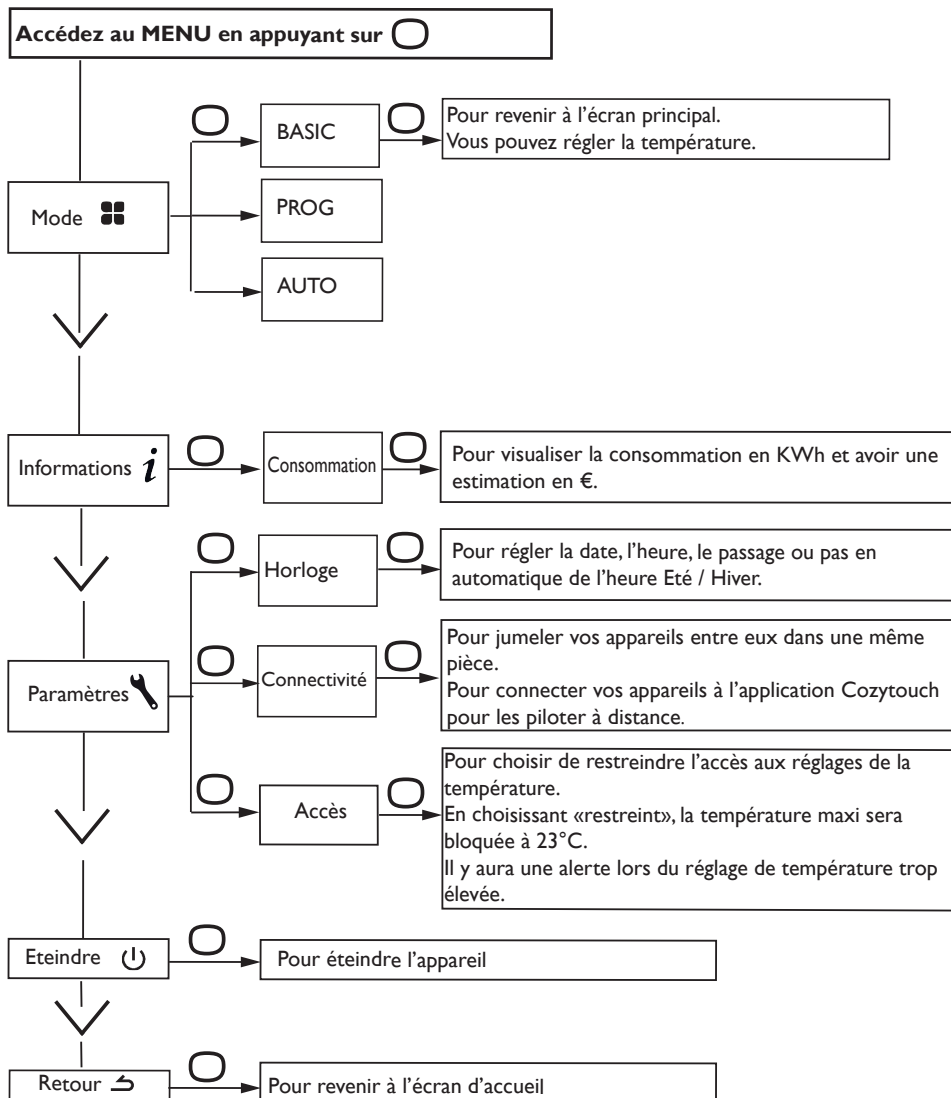 Accédez au MENU en appuyant sur
Mode
BASIC
Pour revenir à l’écran principal.
Vous pouvez régler la température.
PROG
AUTO
Informations i
Consommation
Pour visualiser la consommation en KWh et avoir une
estimation en €.
Paramètres
Horloge
Pour régler la date, l’heure, le passage ou pas en
automatique de l’heure Eté / Hiver.
Connectivité
Pour jumeler vos appareils entre eux dans une même
pièce.
Pour connecter vos appareils à l’application Cozytouch
pour les piloter à distance.
Accès
Pour choisir de restreindre l’accès aux réglages de la
température.
En choisissant «restreint», la température maxi sera
bloquée à 23°C.
Il y aura une alerte lors du réglage de température trop
élevée.
Eteindre
Pour éteindre l’appareil
Retour
Pour revenir à l’écran d’accueil